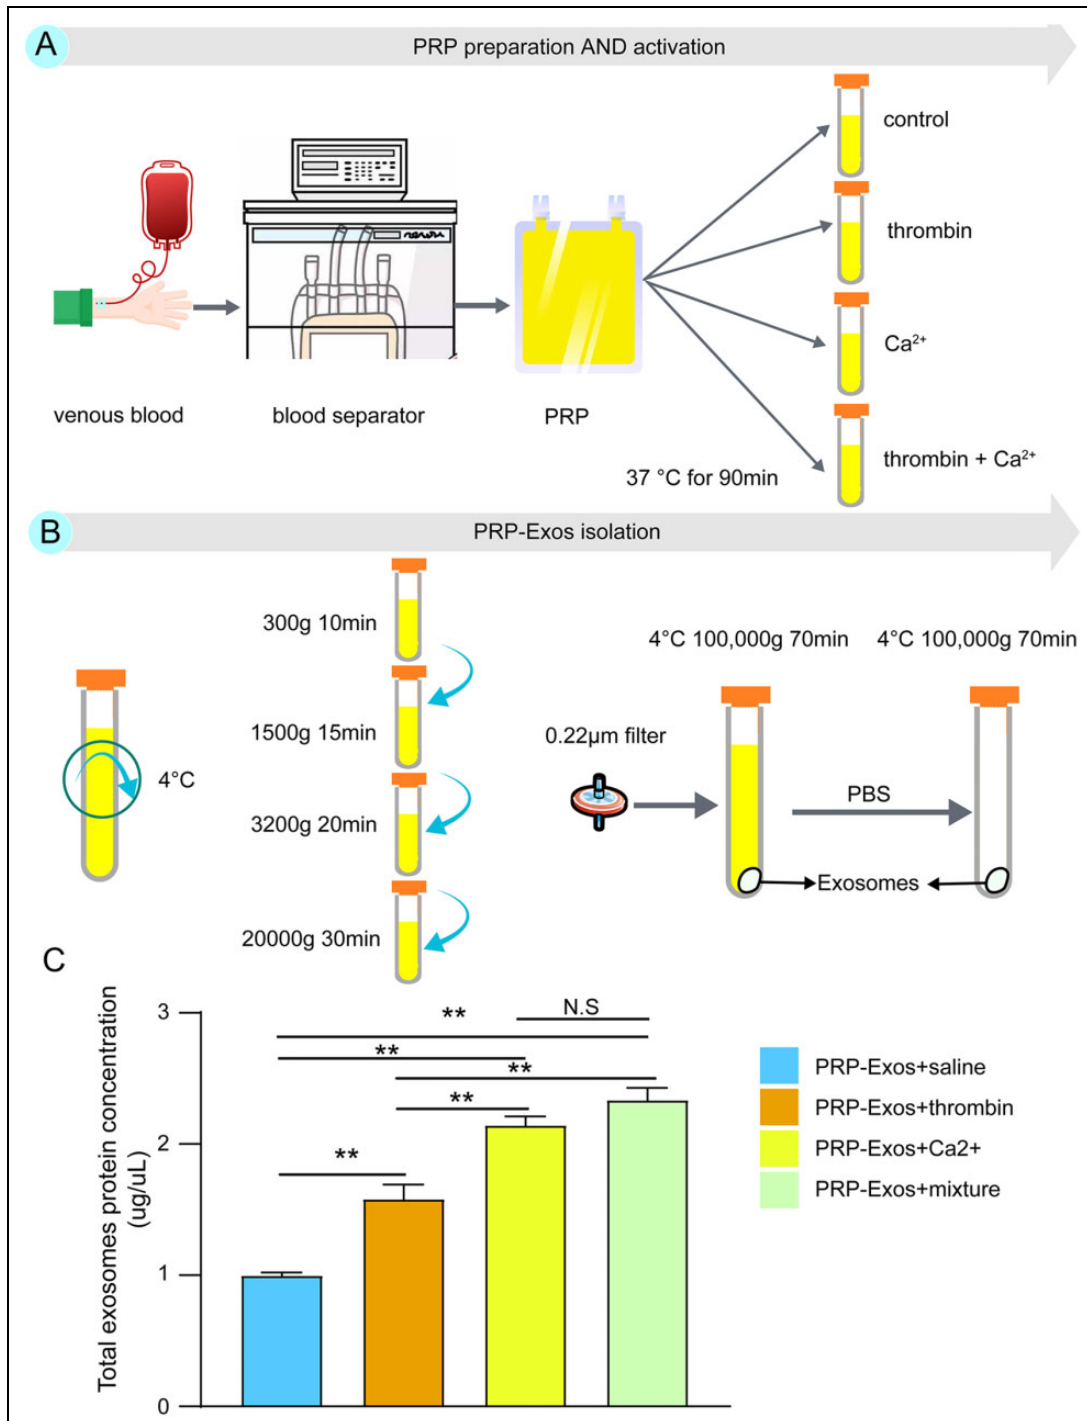 A
PRP preparation AND activation
control
thrombin
Ca²⁺
thrombin + Ca²⁺
venous blood
blood separator
PRP
37 °C for 90min
B
PRP-Exos isolation
300g 10min
1500g 15min
3200g 20min
20000g 30min
4°C
0.22μm filter
4°C 100,000g 70min
4°C 100,000g 70min
PBS
Exosomes
C
Total exosomes protein concentration
(ug/uL)
3
2
1
0
N.S
**
**
**
**
**
PRP-Exos+saline
PRP-Exos+thrombin
PRP-Exos+Ca2+
PRP-Exos+mixture